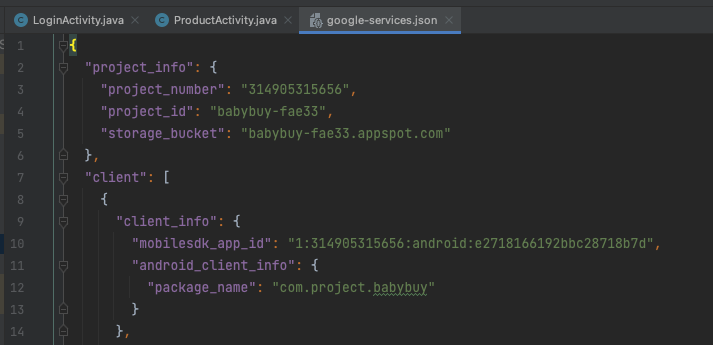 LoginActivity.java ProductActivity.java google-services.json
1 {
2 "project_info": {
3 "project_number": "314905315656",
4 "project_id": "babybuy-fae33",
5 "storage_bucket": "babybuy-fae33.appspot.com"
6 },
7 "client": [
8 {
9 "client_info": {
10 "mobilesdk_app_id": "1:314905315656:android:e2718166192bbc28718b7d",
11 "android_client_info": {
12 "package_name": "com.project.babybuy"
13 }
14 },